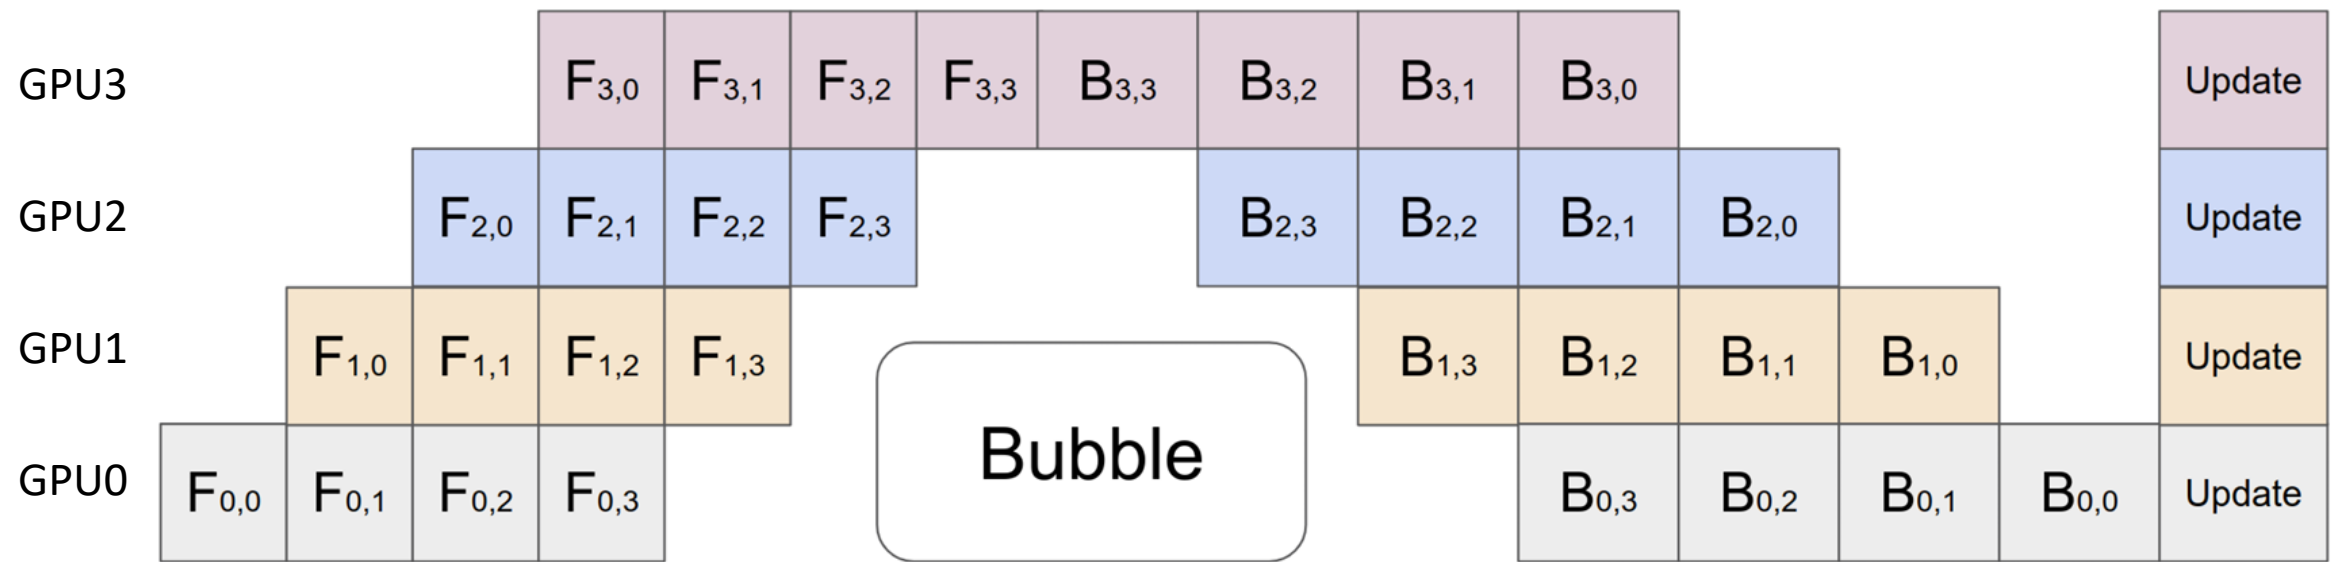 GPU3 F3,0 F3,1 F3,2 F3,3 B3,3 B3,2 B3,1 B3,0 Update
GPU2 F2,0 F2,1 F2,2 F2,3 B2,3 B2,2 B2,1 B2,0 Update
GPU1 F1,0 F1,1 F1,2 F1,3 B1,3 B1,2 B1,1 B1,0 Update
Bubble
GPU0 F0,0 F0,1 F0,2 F0,3 B0,3 B0,2 B0,1 B0,0 Update